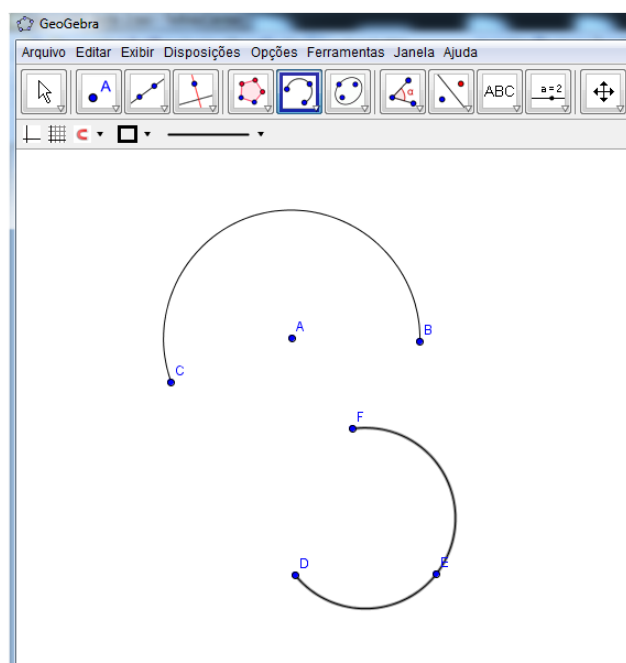 GeoGebra
Arquivo Editar Exibir Disposições Opções Ferramentas Janela Ajuda
A
α
ABC
a = 2
A
B
C
F
D
E